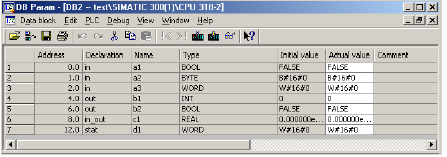 DB Param - [DB2 -- text\SIMATIC 300(1)\CPU 318-2]
Data block Edit PLC Debug View Window Help
Address Declaration Name Type Initial value Actual value Comment
1 0.0 in a1 BOOL FALSE FALSE
2 1.0 in a2 BYTE B#16#0 B#16#0
3 2.0 in a3 WORD W#16#0 W#16#0
4 4.0 out b1 INT 0 0
5 6.0 out b2 BOOL FALSE FALSE
6 8.0 in_out c1 REAL 0.000000e... 0.000000e...
7 12.0 stat d1 WORD W#16#0 W#16#0